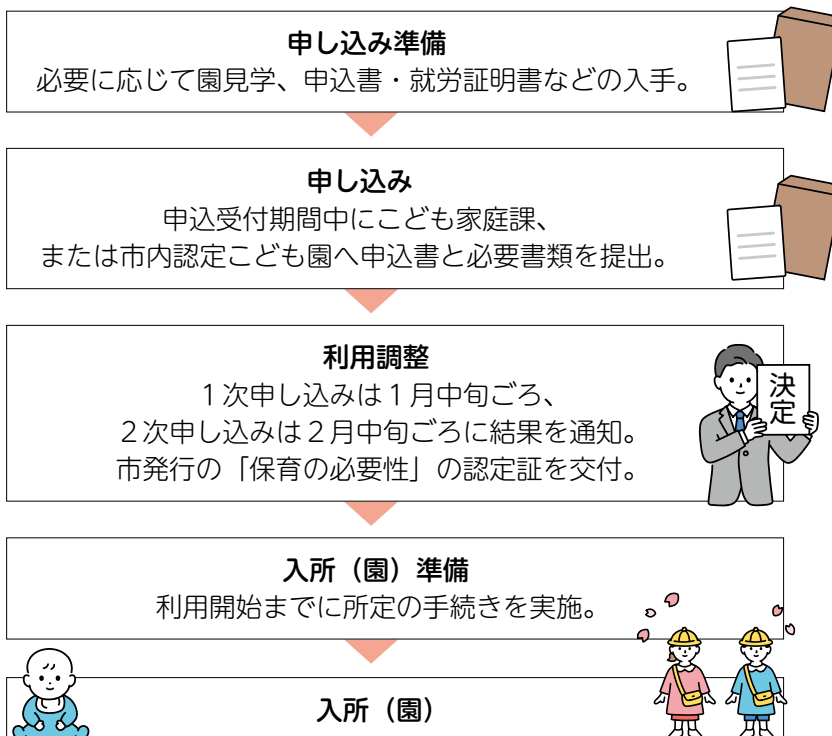 申し込み準備
必要に応じて園見学、申込書・就労証明書などの入手。
申し込み
申込受付期間中にこども家庭課、
または市内認定こども園へ申込書と必要書類を提出。
利用調整
１次申し込みは１月中旬ごろ、
２次申し込みは２月中旬ごろに結果を通知。
市発行の「保育の必要性」の認定証を交付。
決定
入所（園）準備
利用開始までに所定の手続きを実施。
入所（園）